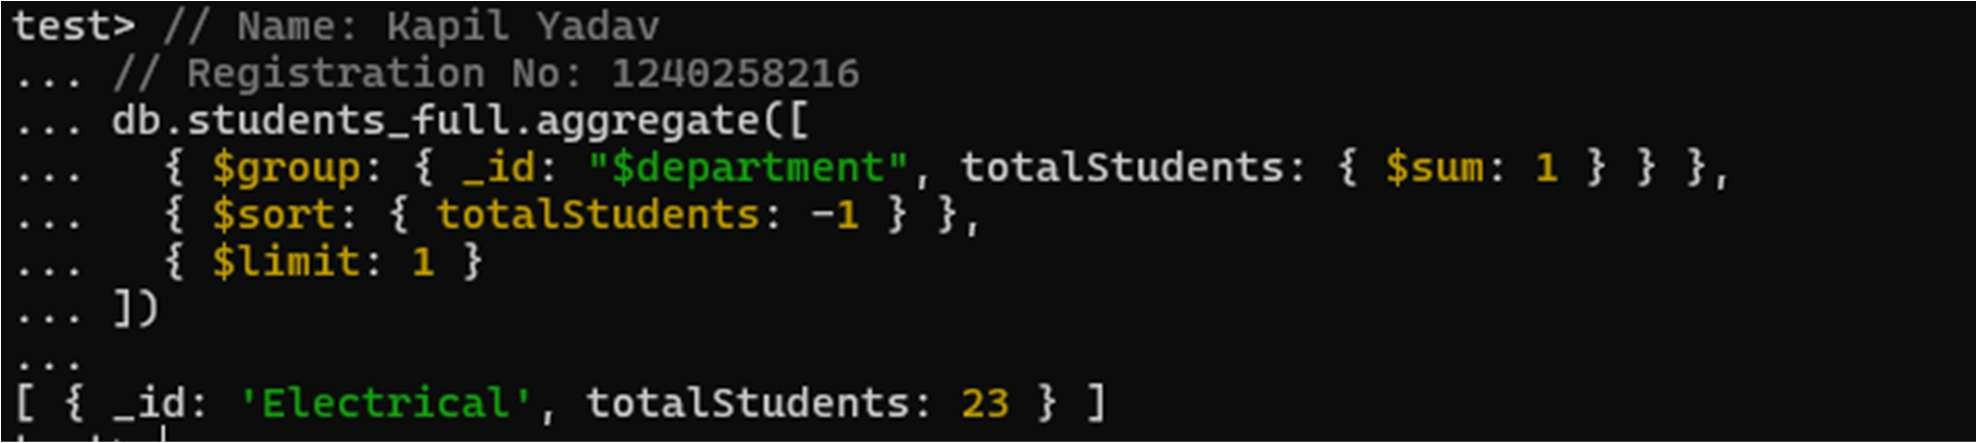 test> // Name: Kapil Yadav
... // Registration No: 1240258216
... db.students_full.aggregate([
...   { $group: { _id: "$department", totalStudents: { $sum: 1 } } },
...   { $sort: { totalStudents: -1 } },
...   { $limit: 1 }
... ])
...
[ { _id: 'Electrical', totalStudents: 23 } ]